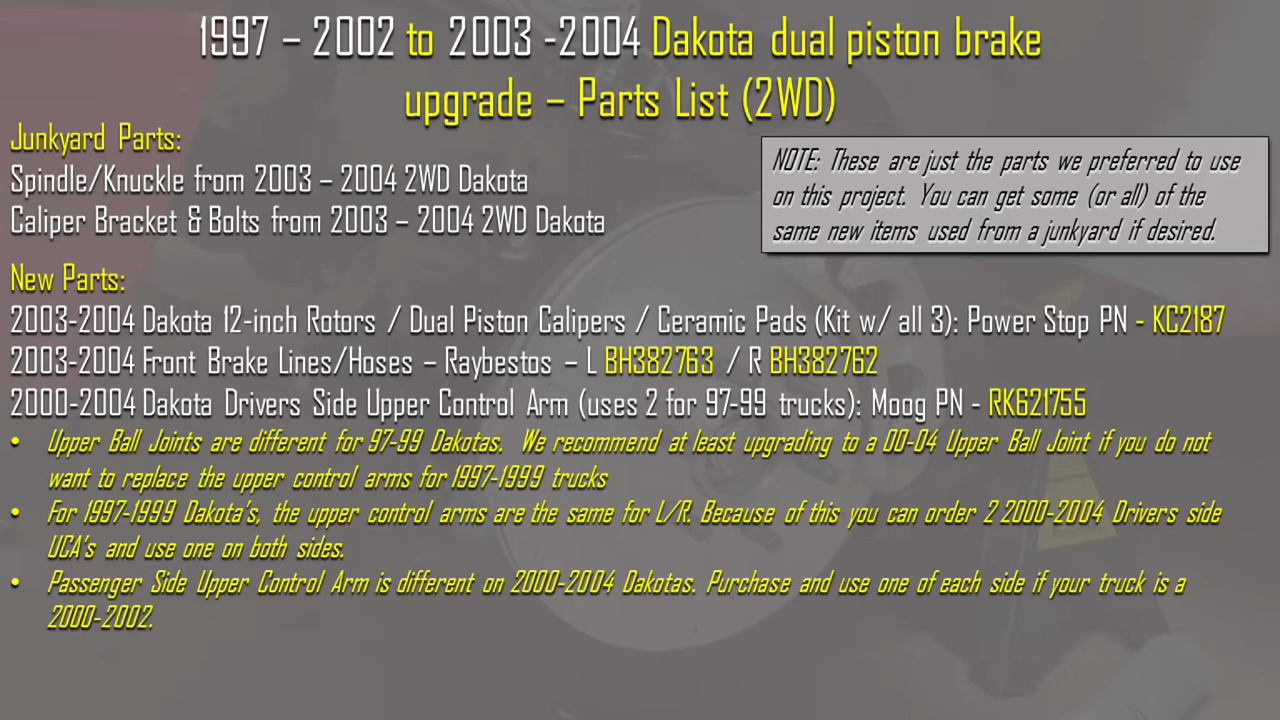 1997 – 2002 to 2003 -2004 Dakota dual piston brake
upgrade – Parts List (2WD)
Junkyard Parts:
Spindle/Knuckle from 2003 – 2004 2WD Dakota
Caliper Bracket & Bolts from 2003 – 2004 2WD Dakota
NOTE: These are just the parts we preferred to use
on this project. You can get some (or all) of the
same new items used from a junkyard if desired.
New Parts:
2003-2004 Dakota 12-inch Rotors / Dual Piston Calipers / Ceramic Pads (Kit w/ all 3): Power Stop PN - KC2187
2003-2004 Front Brake Lines/Hoses – Raybestos – L BH382763 / R BH382762
2000-2004 Dakota Drivers Side Upper Control Arm (uses 2 for 97-99 trucks): Moog PN - RK621755
• Upper Ball Joints are different for 97-99 Dakotas. We recommend at least upgrading to a 00-04 Upper Ball Joint if you do not
want to replace the upper control arms for 1997-1999 trucks
• For 1997-1999 Dakota's, the upper control arms are the same for L/R. Because of this you can order 2 2000-2004 Drivers side
UCA's and use one on both sides.
• Passenger Side Upper Control Arm is different on 2000-2004 Dakotas. Purchase and use one of each side if your truck is a
2000-2002.